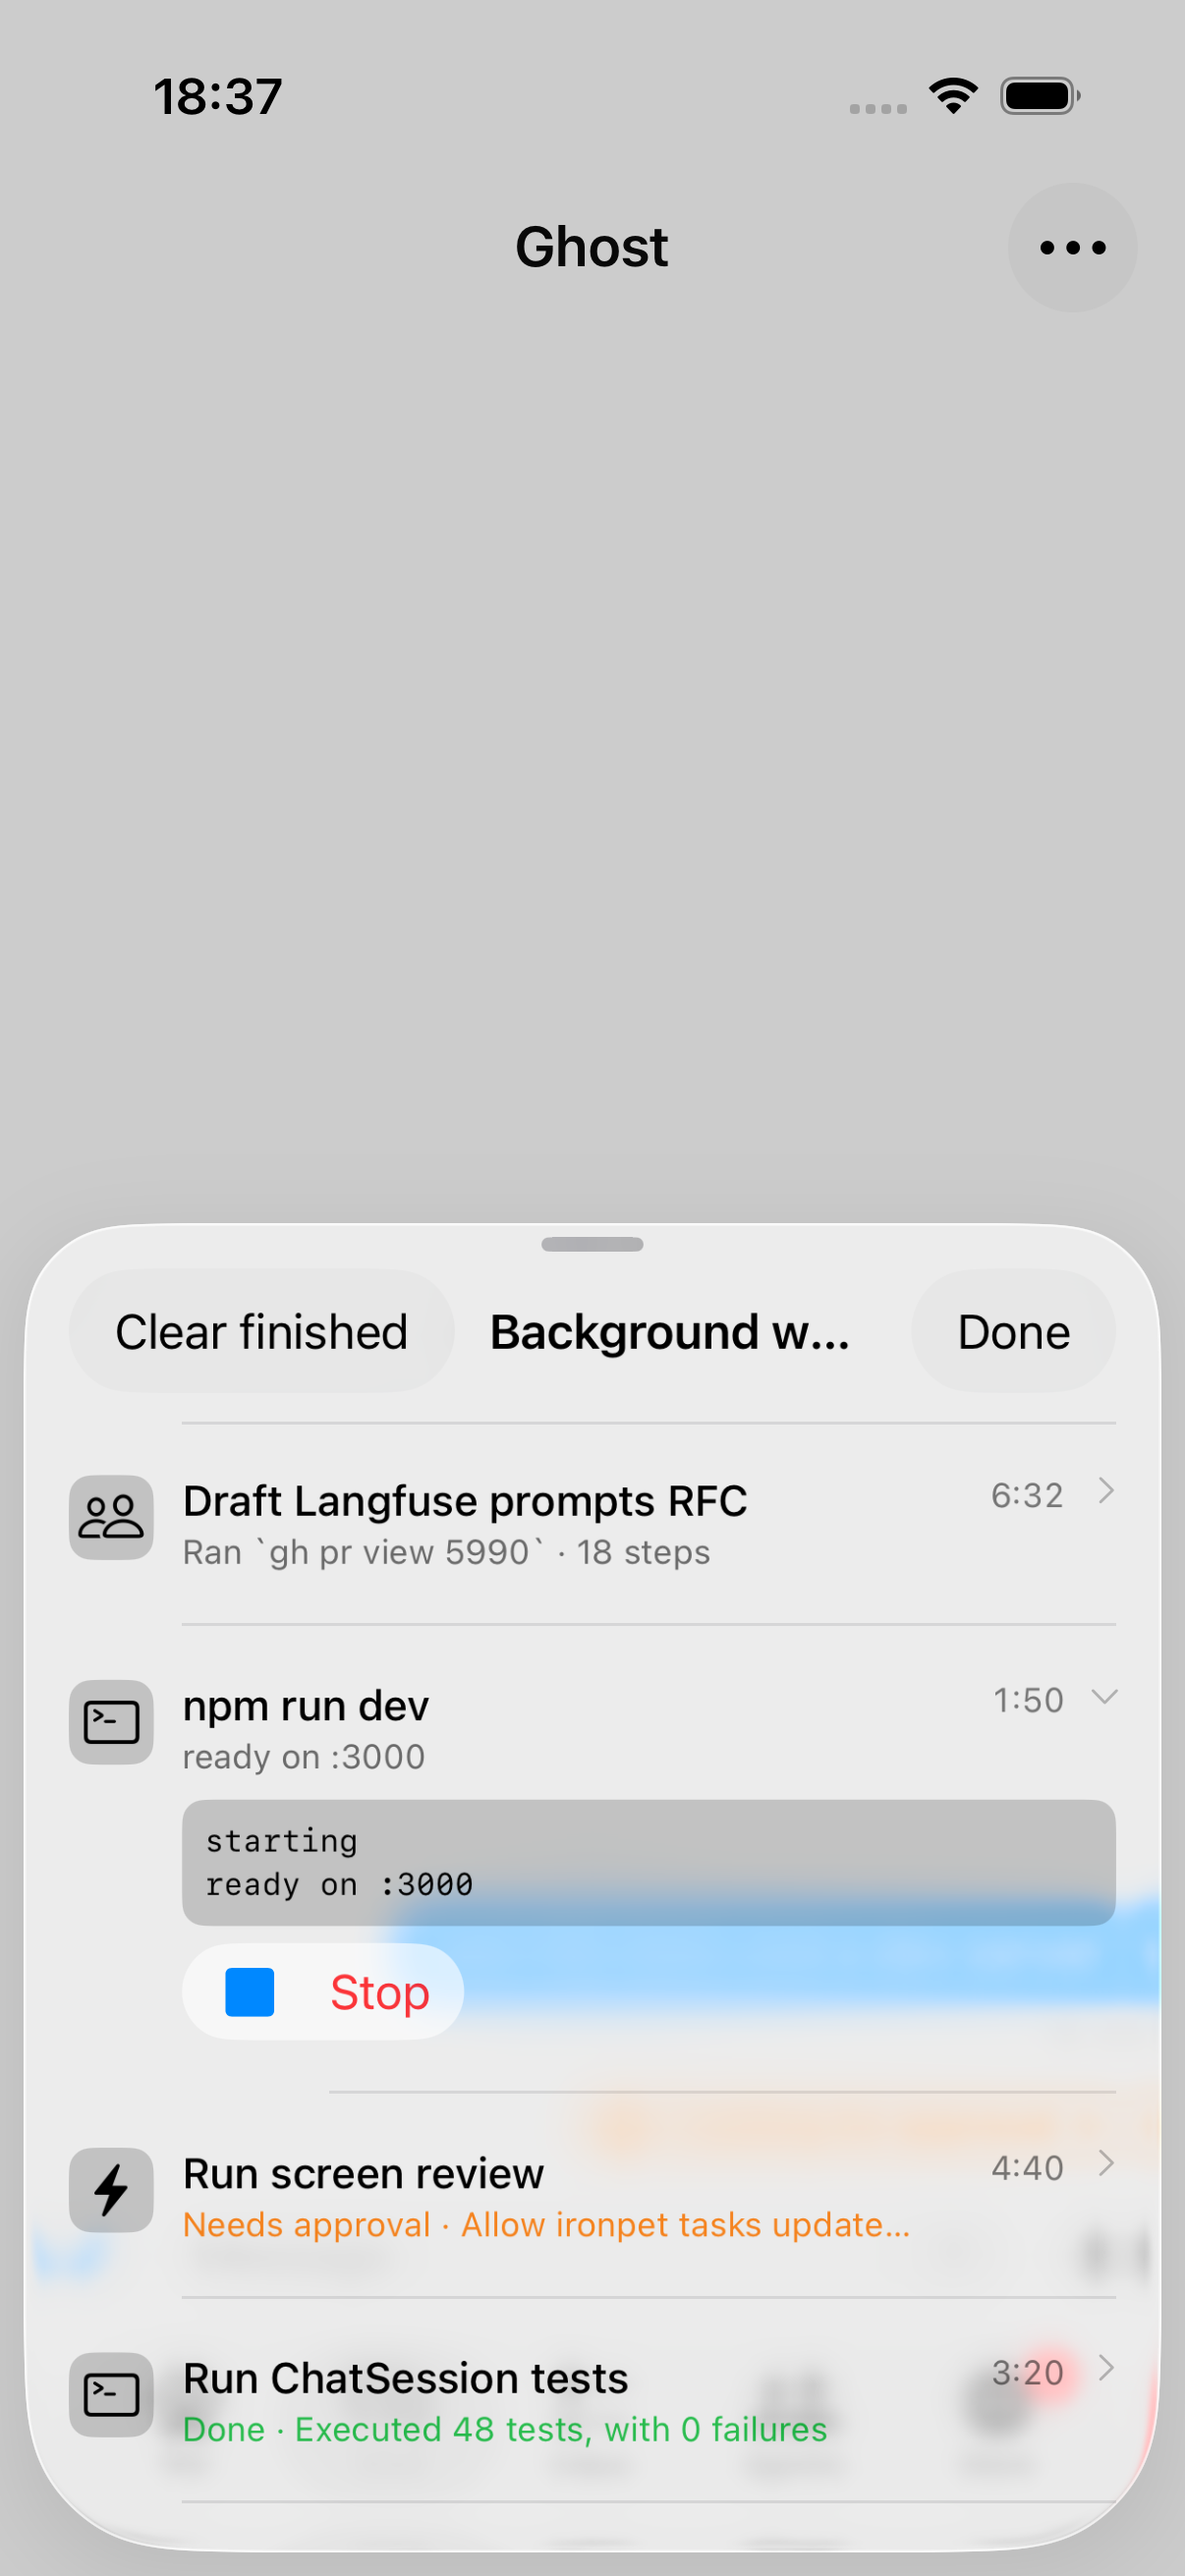 18:37
Ghost
Clear finished
Background w...
Done
Draft Langfuse prompts RFC
6:32
Ran `gh pr view 5990` · 18 steps
npm run dev
1:50
ready on :3000
starting
ready on :3000
Stop
Run screen review
4:40
Needs approval · Allow ironpet tasks update...
Run ChatSession tests
3:20
Done · Executed 48 tests, with 0 failures